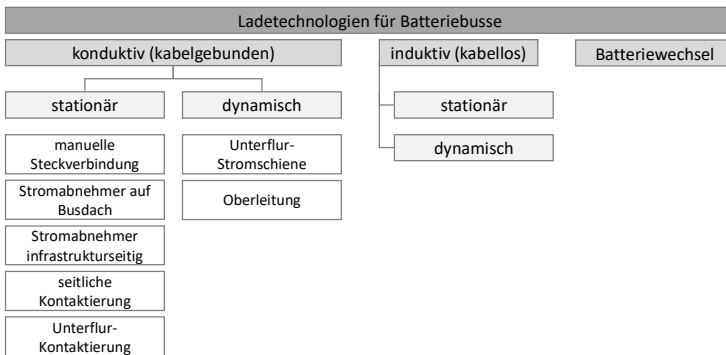 Ladetechnologien für Batteriebusse
konduktiv (kabelgebunden)
induktiv (kabellos)
Batteriewechsel
stationär
dynamisch
stationär
dynamisch
manuelle
Steckverbindung
Unterflur-
Stromschiene
Stromabnehmer auf
Busdach
Oberleitung
Stromabnehmer
infrastrukturseitig
seitliche
Kontaktierung
Unterflur-
Kontaktierung